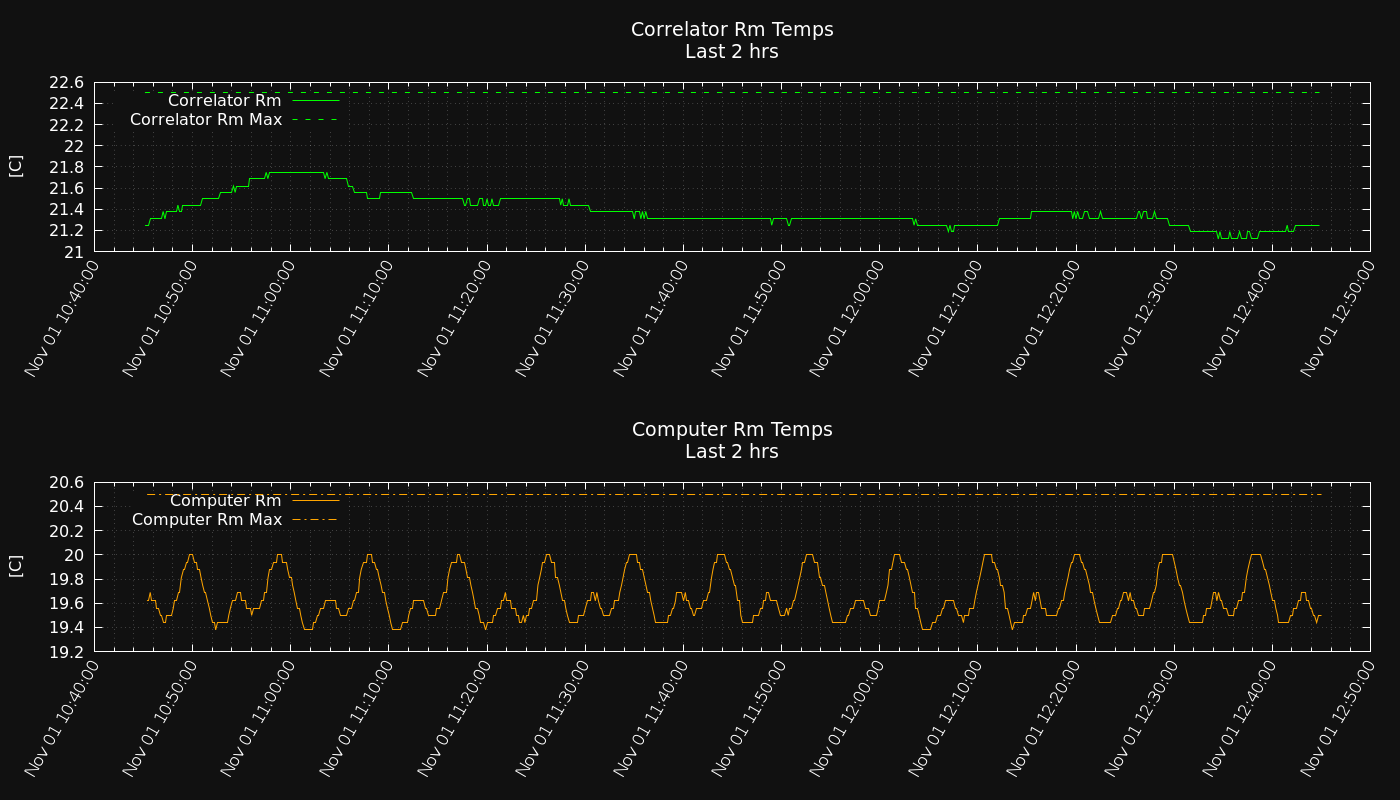 Correlator Rm Temps
Last 2 hrs
22.6
22.4
22.2
22
21.8
21.6
21.4
21.2
21
[C]
Correlator Rm
Correlator Rm Max
Nov 01 10:40:00
Nov 01 10:50:00
Nov 01 11:00:00
Nov 01 11:10:00
Nov 01 11:20:00
Nov 01 11:30:00
Nov 01 11:40:00
Nov 01 11:50:00
Nov 01 12:00:00
Nov 01 12:10:00
Nov 01 12:20:00
Nov 01 12:30:00
Nov 01 12:40:00
Nov 01 12:50:00
Computer Rm Temps
Last 2 hrs
20.6
20.4
20.2
20
19.8
19.6
19.4
19.2
[C]
Computer Rm
Computer Rm Max
Nov 01 10:40:00
Nov 01 10:50:00
Nov 01 11:00:00
Nov 01 11:10:00
Nov 01 11:20:00
Nov 01 11:30:00
Nov 01 11:40:00
Nov 01 11:50:00
Nov 01 12:00:00
Nov 01 12:10:00
Nov 01 12:20:00
Nov 01 12:30:00
Nov 01 12:40:00
Nov 01 12:50:00